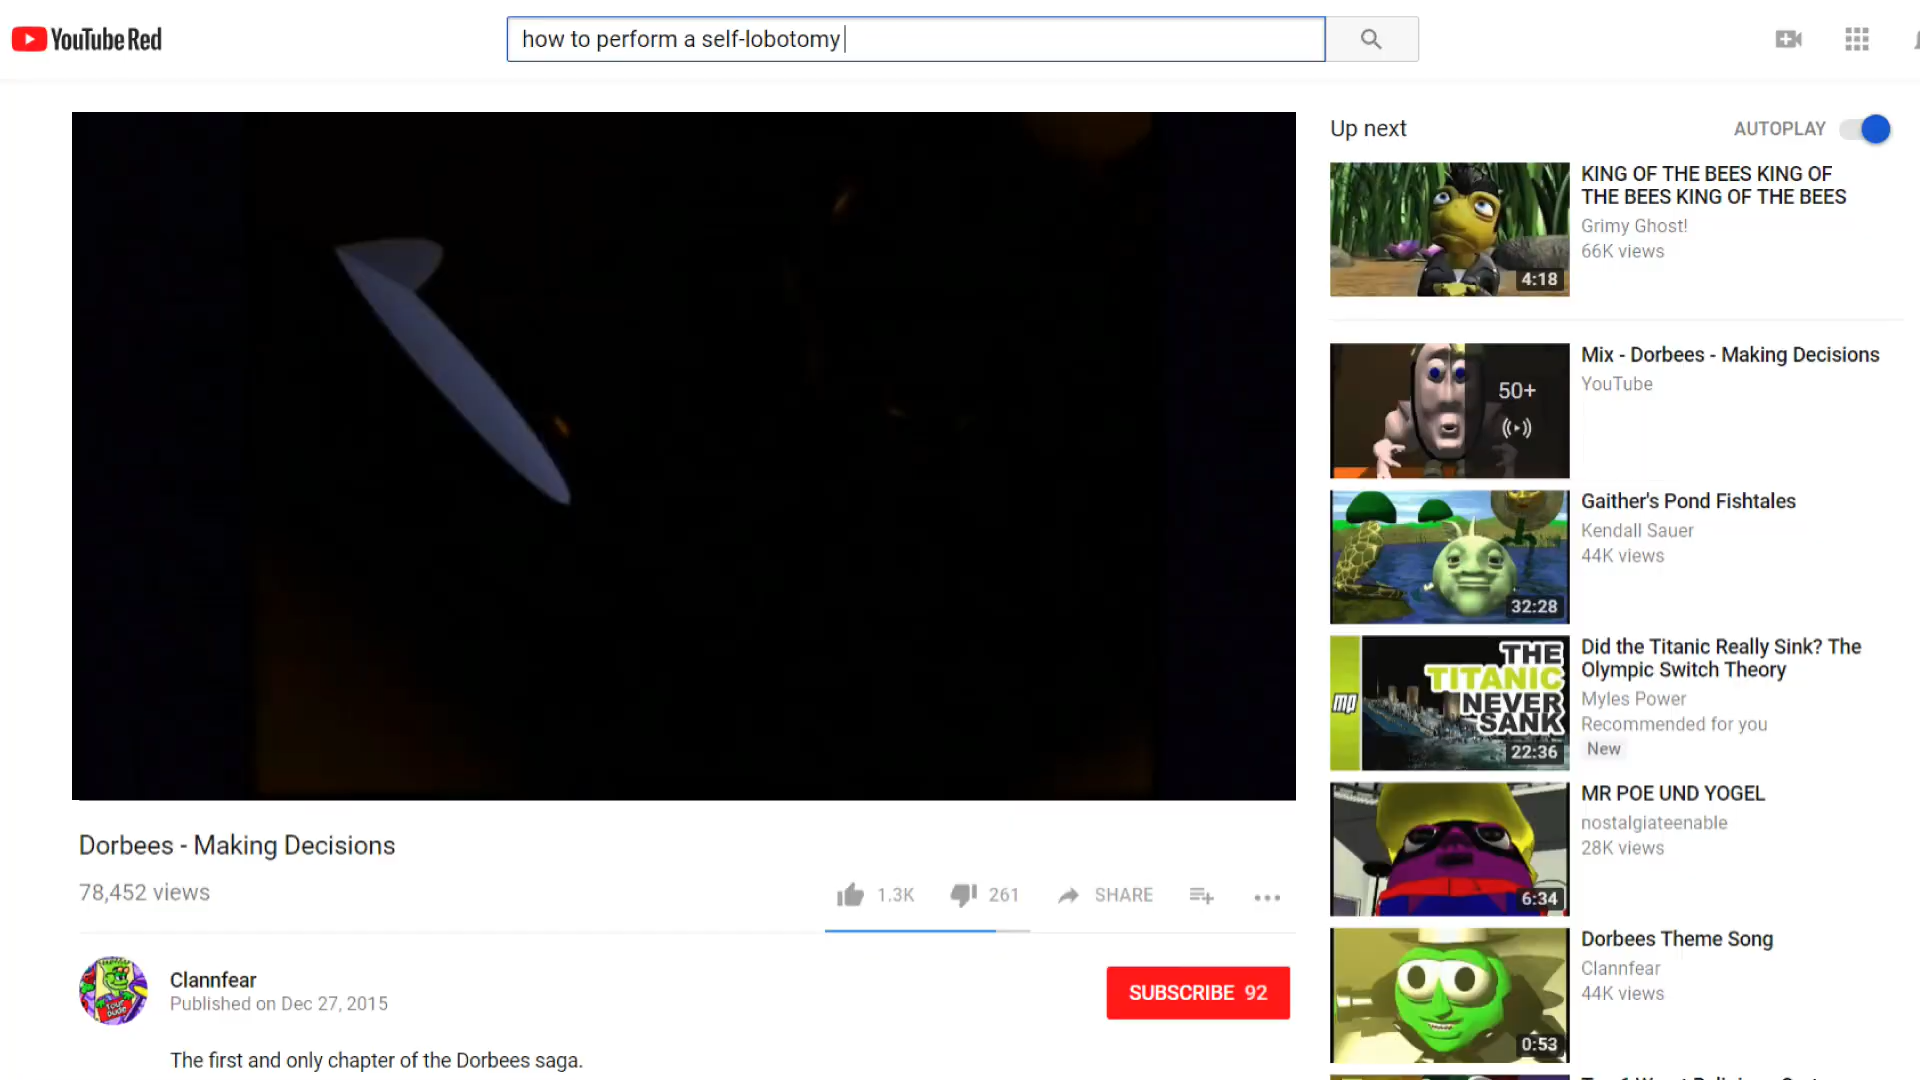 YouTube Red
how to perform a self-lobotomy
Up next
AUTOPLAY
KING OF THE BEES KING OF
THE BEES KING OF THE BEES
Grimy Ghost!
66K views
4:18
Mix - Dorbees - Making Decisions
YouTube
50+
Gaither's Pond Fishtales
Kendall Sauer
44K views
32:28
Did the Titanic Really Sink? The
Olympic Switch Theory
Myles Power
Recommended for you
New
mp
THE
TITANIC
NEVER
SANK
22:36
MR POE UND YOGEL
nostalgiateenable
28K views
6:34
Dorbees Theme Song
Clannfear
44K views
0:53
Dorbees - Making Decisions
78,452 views
1.3K
261
SHARE
Clannfear
Published on Dec 27, 2015
SUBSCRIBE 92
The first and only chapter of the Dorbees saga.